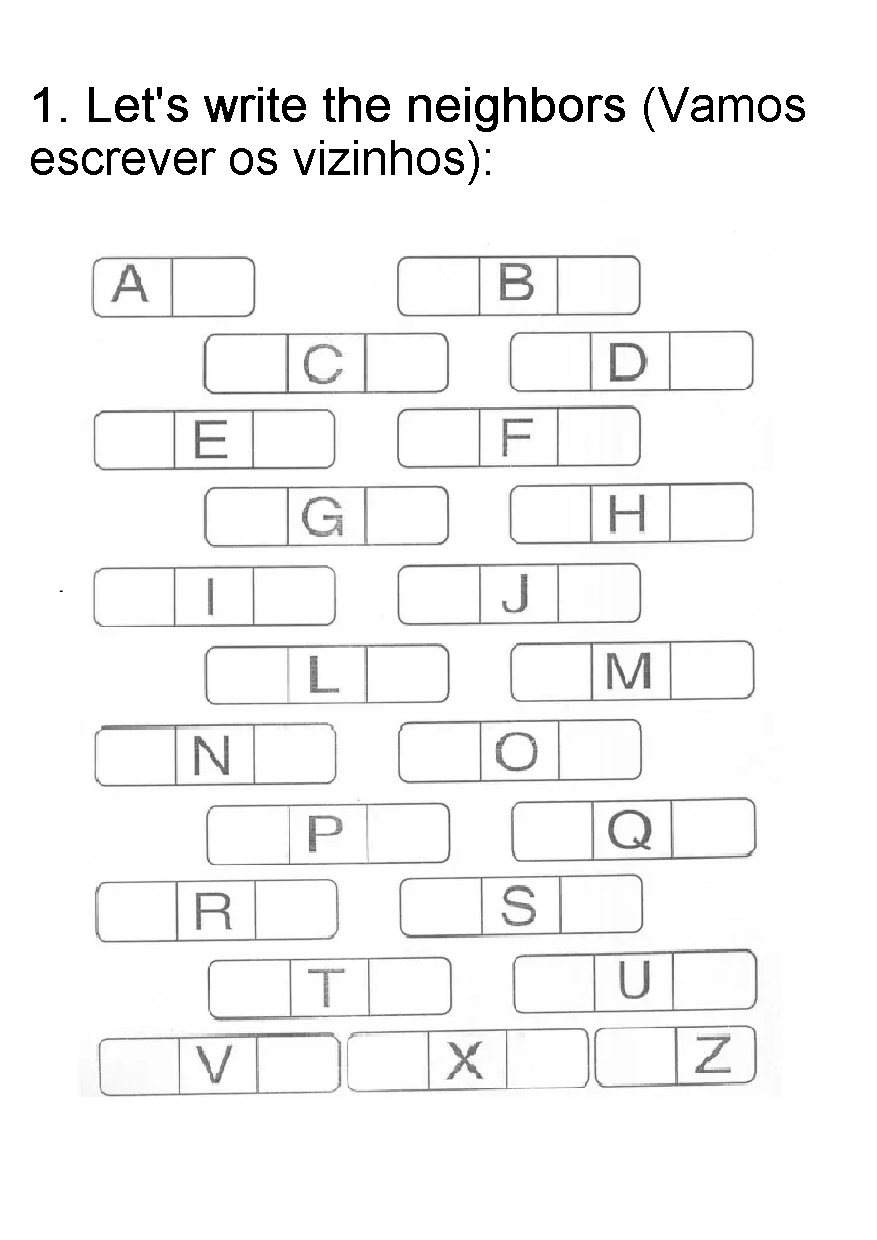 1. Let's write the neighbors (Vamos
escrever os vizinhos):
A B
C D
E F
G H
I J
L M
N O
P Q
R S
T U
V X Z